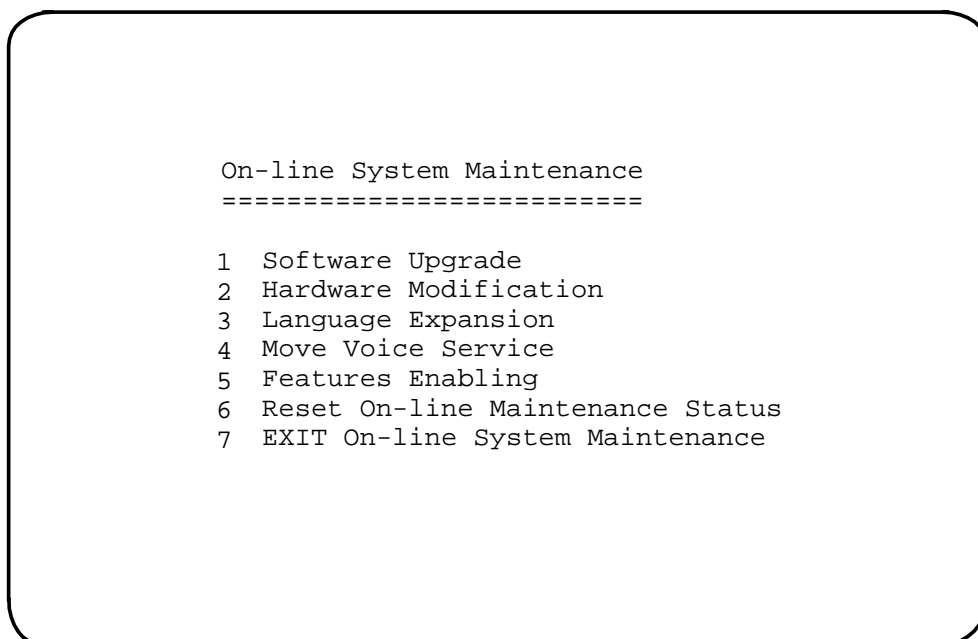 On-line System Maintenance
==========================
1 Software Upgrade
2 Hardware Modification
3 Language Expansion
4 Move Voice Service
5 Features Enabling
6 Reset On-line Maintenance Status
7 EXIT On-line System Maintenance